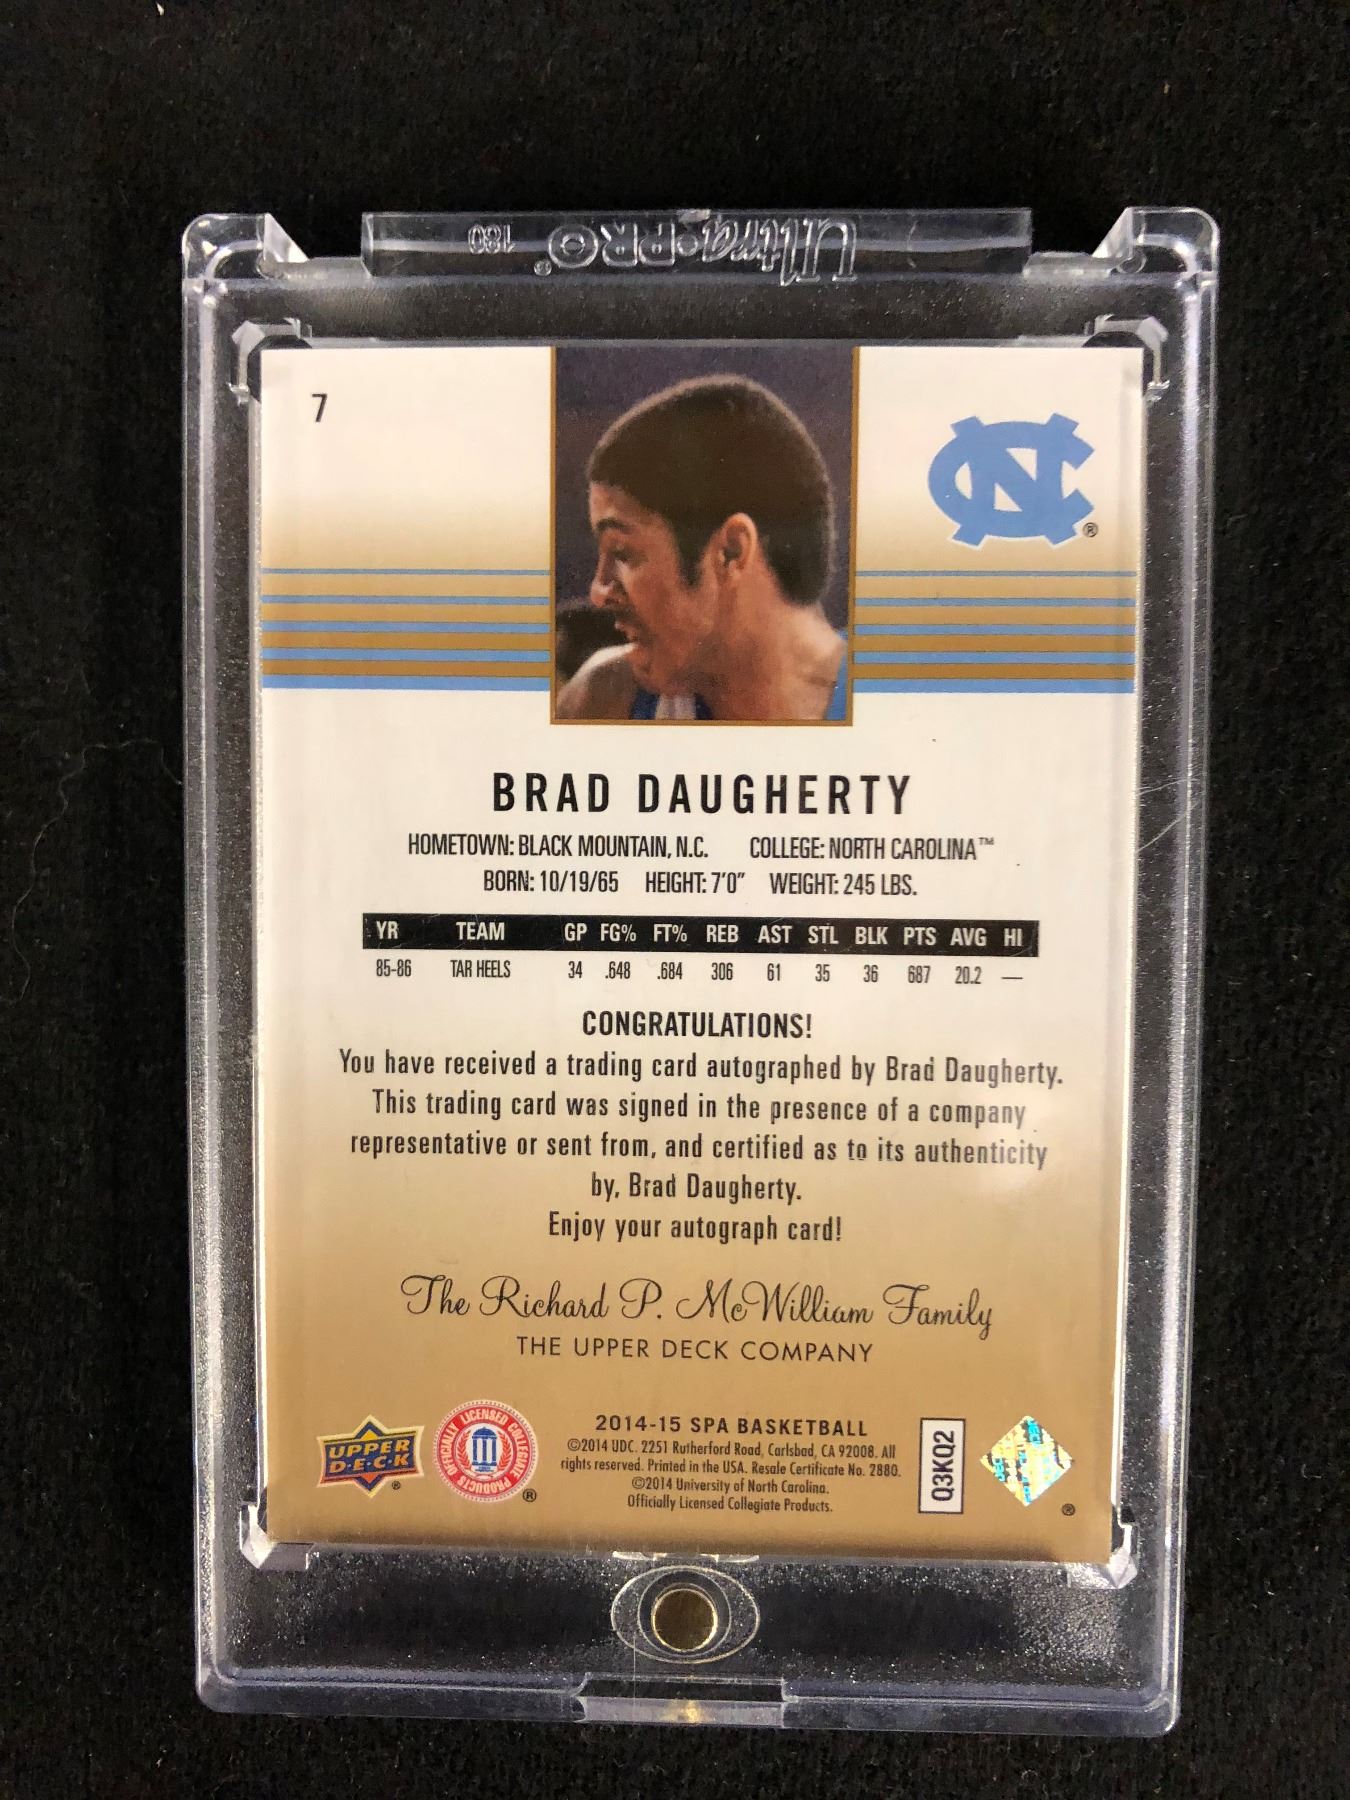 Ultra•PRO® 180
7
NC®
BRAD DAUGHERTY
HOMETOWN: BLACK MOUNTAIN, N.C. COLLEGE: NORTH CAROLINA™
BORN: 10/19/65 HEIGHT: 7'0" WEIGHT: 245 LBS.
YR TEAM GP FG% FT% REB AST STL BLK PTS AVG HI
85-86 TAR HEELS 34 .648 .684 306 61 35 36 687 20.2 —
CONGRATULATIONS!
You have received a trading card autographed by Brad Daugherty.
This trading card was signed in the presence of a company
representative or sent from, and certified as to its authenticity
by, Brad Daugherty.
Enjoy your autograph card!
The Richard P. McWilliam Family
THE UPPER DECK COMPANY
UPPER
D·E·C·K ®
OFFICIALLY LICENSED COLLEGIATE PRODUCTS ®
2014-15 SPA BASKETBALL
©2014 UDC. 2251 Rutherford Road, Carlsbad, CA 92008. All
rights reserved. Printed in the USA. Resale Certificate No. 2880.
©2014 University of North Carolina.
Officially Licensed Collegiate Products.
Q3KQ2
®